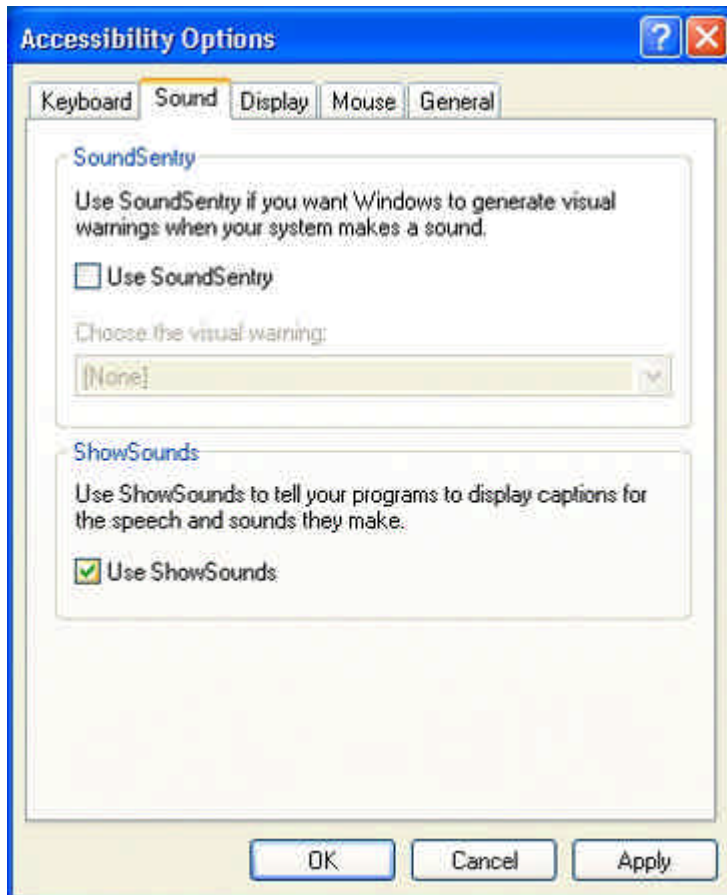 Accessibility Options
Keyboard Sound Display Mouse General
SoundSentry
Use SoundSentry if you want Windows to generate visual
warnings when your system makes a sound.
Use SoundSentry
Choose the visual warning:
(None)
ShowSounds
Use ShowSounds to tell your programs to display captions for
the speech and sounds they make.
Use ShowSounds
OK Cancel Apply